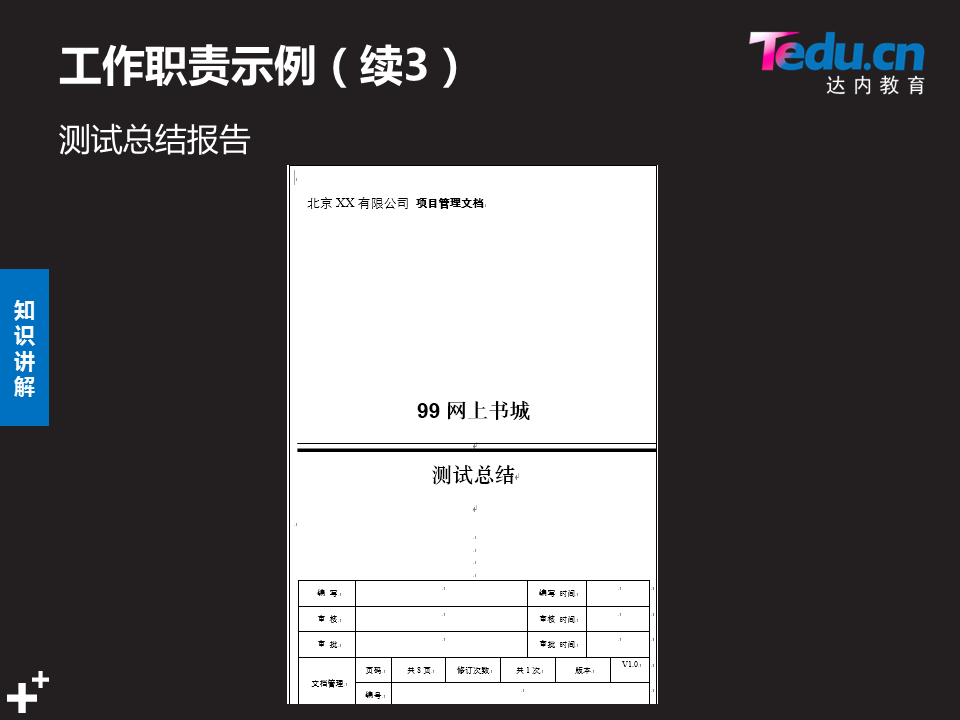 工作职责示例（续3）
Tedu.cn
达内教育
测试总结报告
知识讲解
北京 XX 有限公司 项目管理文档
99 网上书城
测试总结
编 写： 编写 时间：
审 核： 审核 时间：
审 批： 审批 时间：
文档管理： 页码： 共 8 页： 修订次数： 共 1 次： 版本： V1.0
编号：